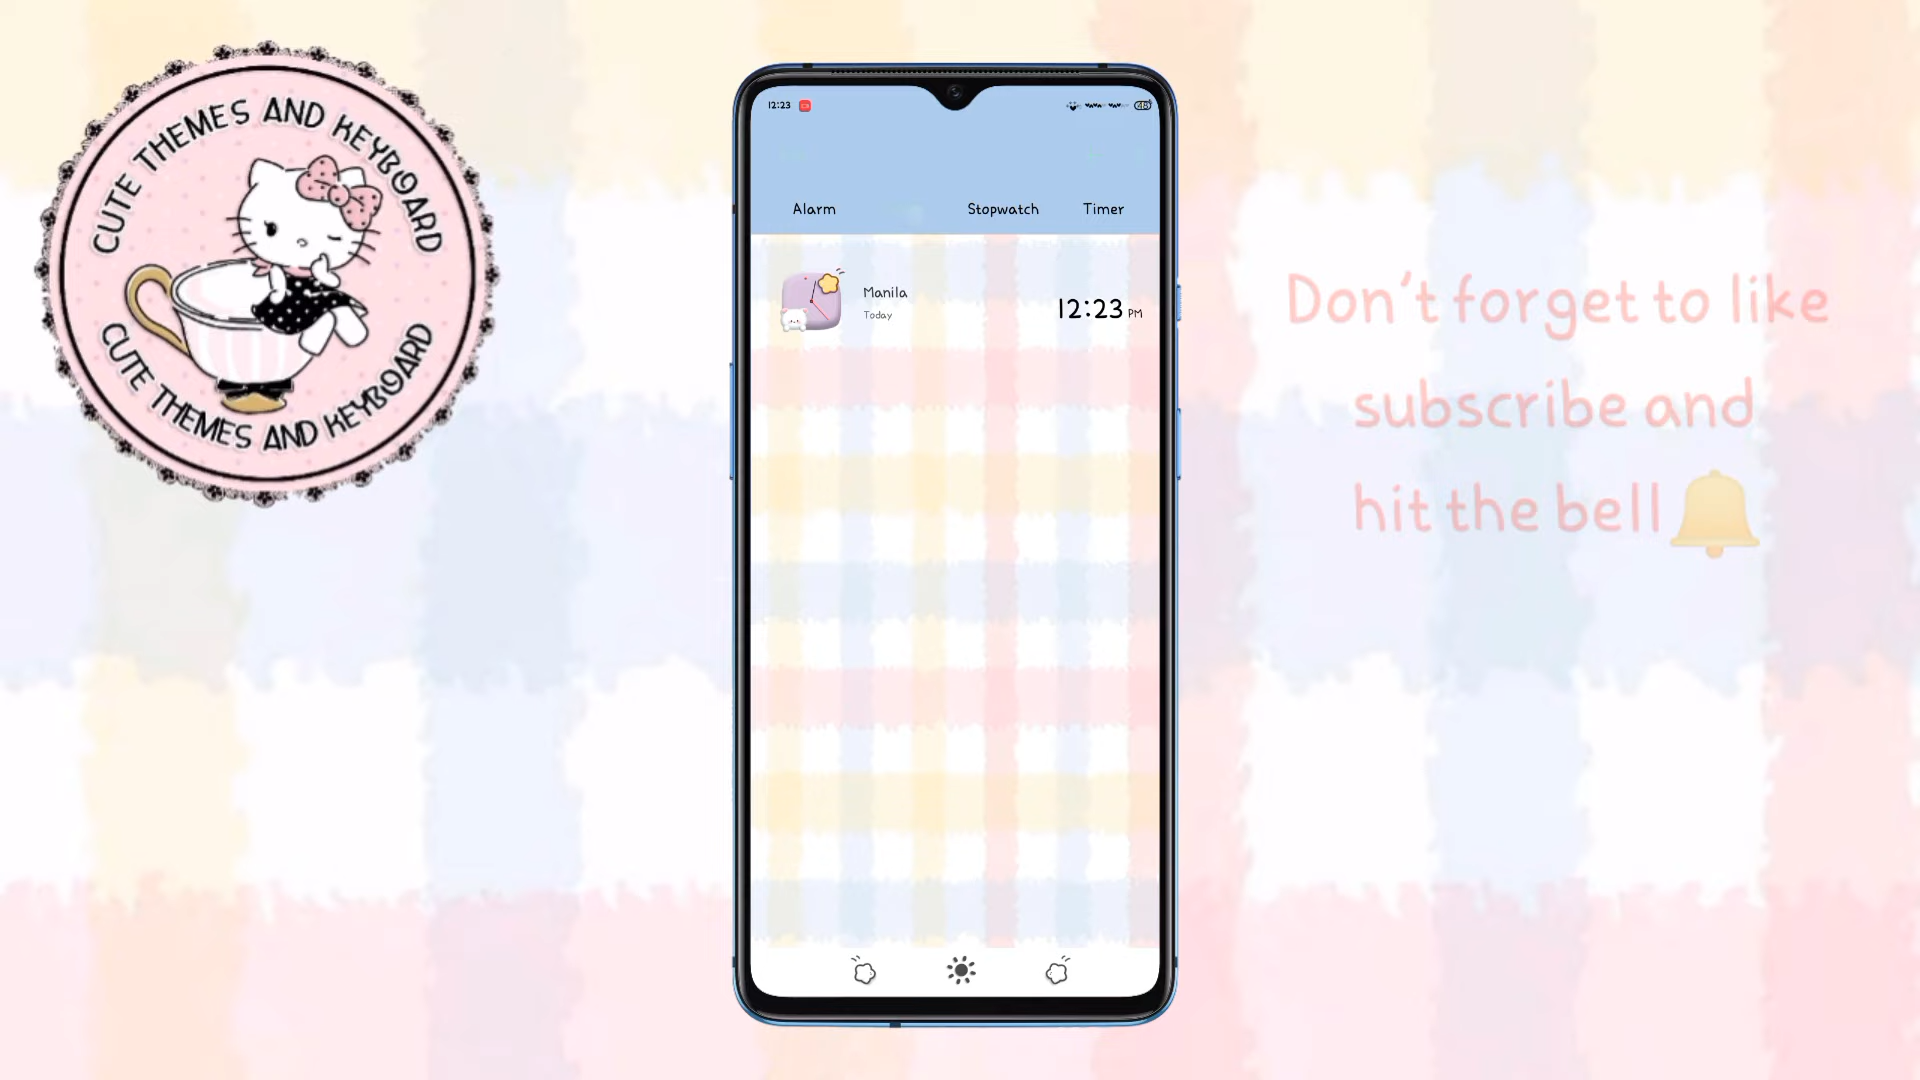 CUTE THEMES AND KEYBOARD
CUTE THEMES AND KEYBOARD
12:23
48
Alarm Stopwatch Timer
Manila
Today
12:23 PM
Don't forget to like
subscribe and
hit the bell